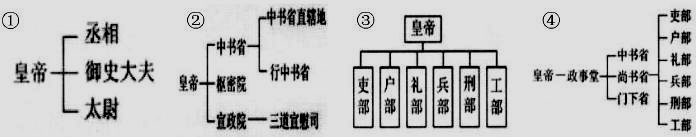 ①
皇帝
丞相
御史大夫
太尉
②
皇帝
中书省
中书省直辖地
行中书省
枢密院
宣政院
三道宣慰司
③
皇帝
吏部
户部
礼部
兵部
刑部
工部
④
皇帝
政事堂
中书省
尚书省
门下省
吏部
户部
礼部
兵部
刑部
工部